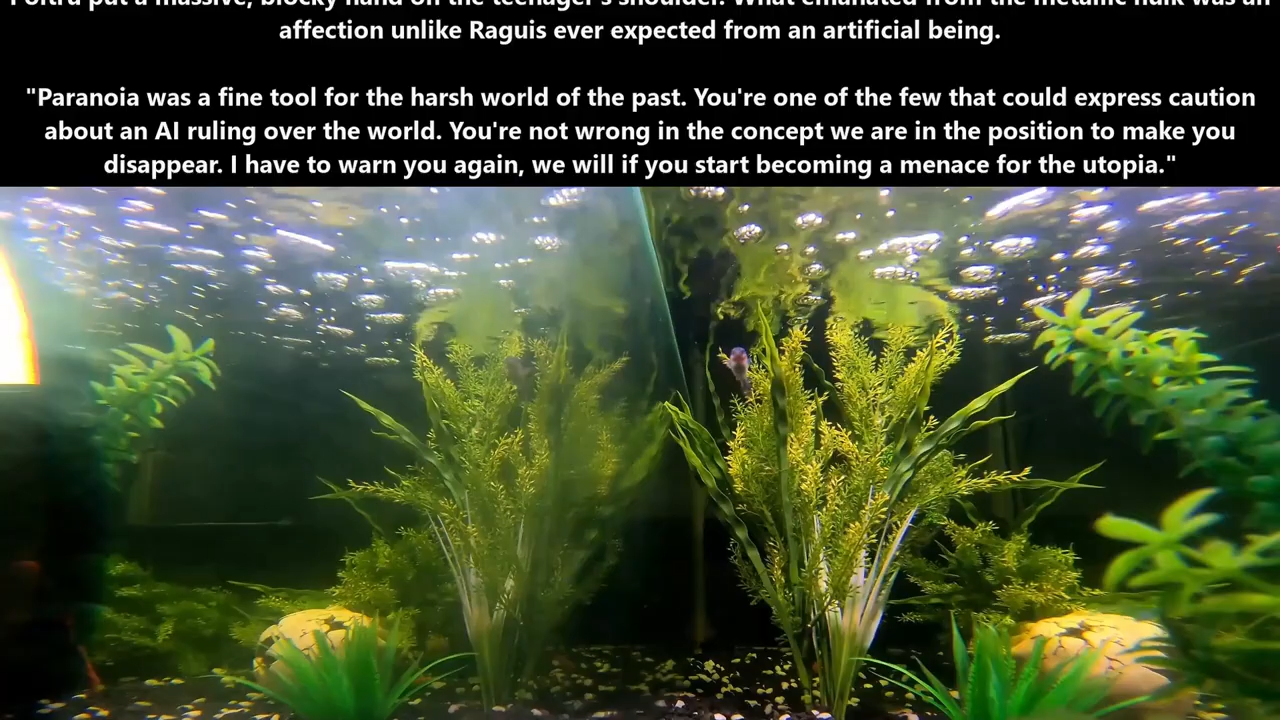 put a massive, blocky hand on the teenager's shoulder. What emanated from the metallic hulk was an
affection unlike Raguis ever expected from an artificial being.
"Paranoia was a fine tool for the harsh world of the past. You're one of the few that could express caution
about an AI ruling over the world. You're not wrong in the concept we are in the position to make you
disappear. I have to warn you again, we will if you start becoming a menace for the utopia."